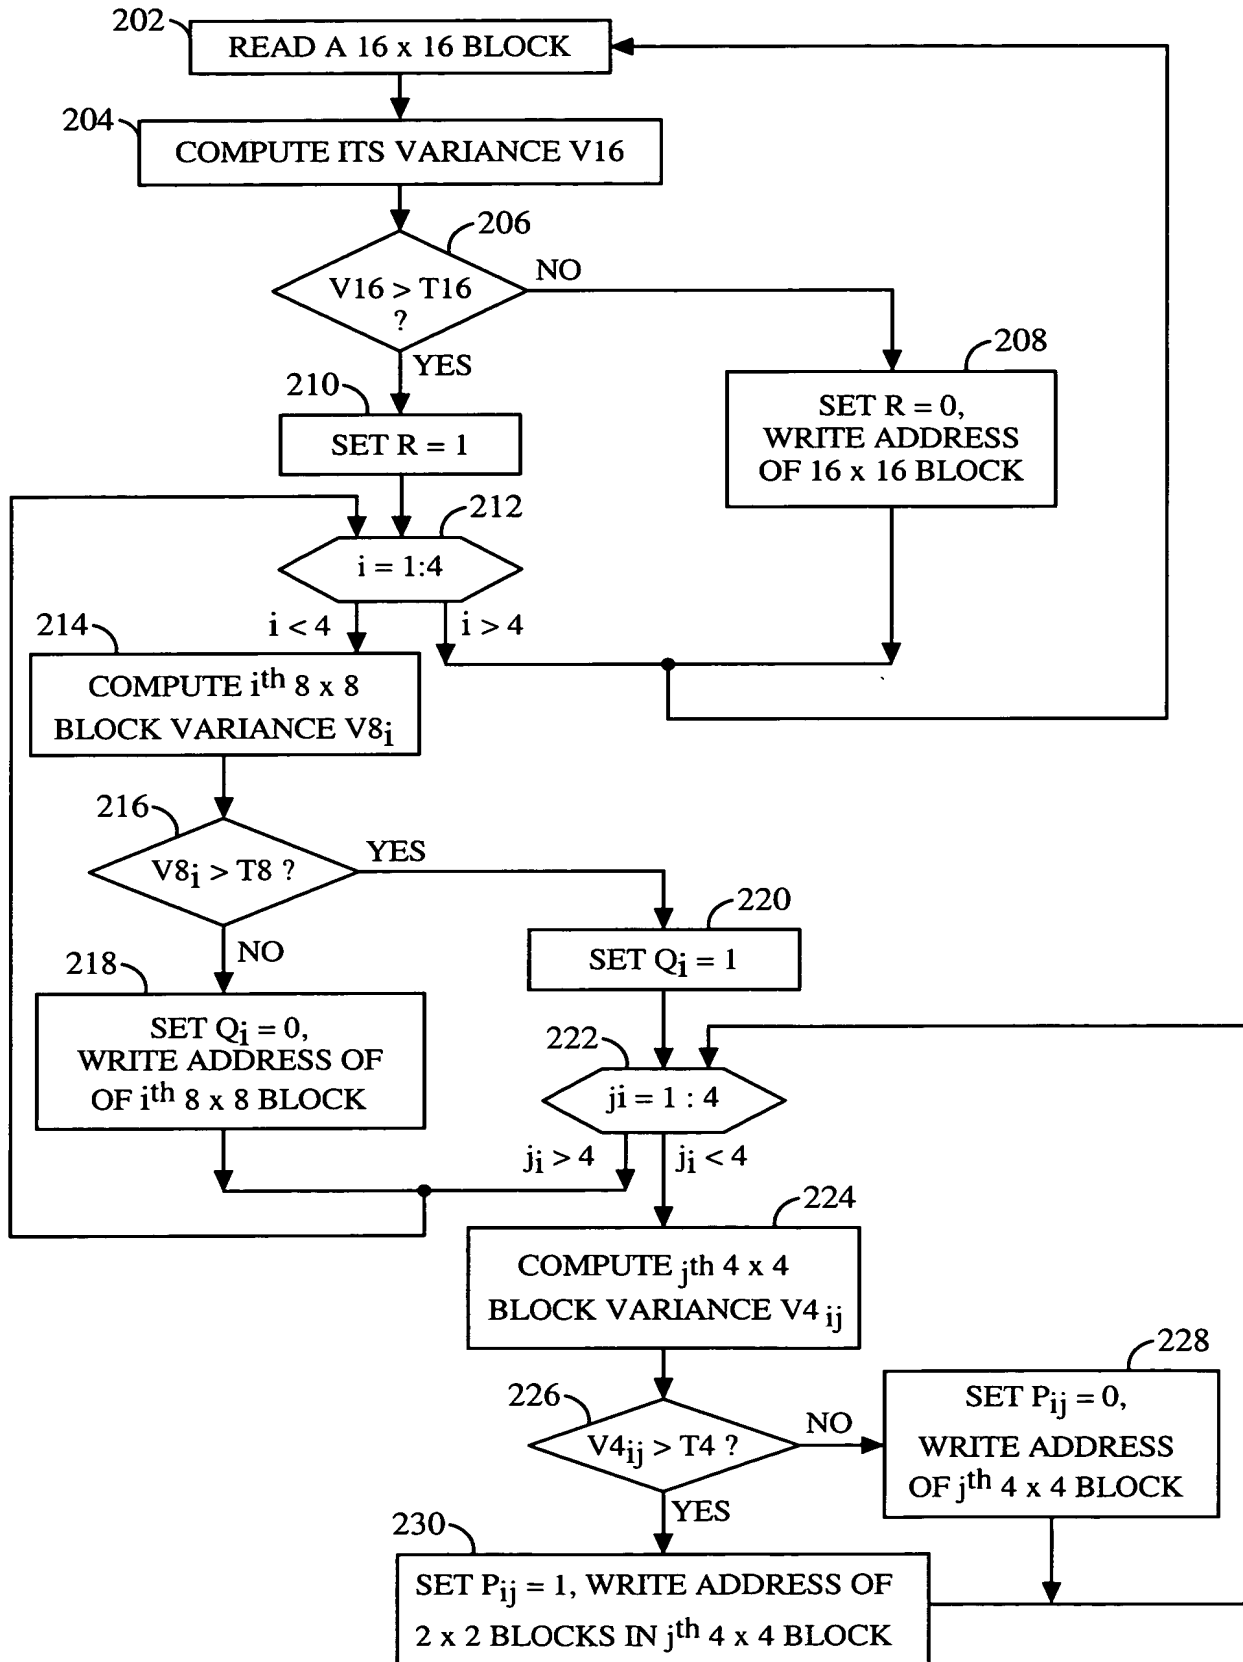 202
READ A 16 x 16 BLOCK
204
COMPUTE ITS VARIANCE V16
206
V16 > T16
?
NO
YES
208
SET R = 0,
WRITE ADDRESS
OF 16 x 16 BLOCK
210
SET R = 1
212
i = 1:4
i < 4
i > 4
214
COMPUTE ith 8 x 8
BLOCK VARIANCE V8i
216
V8i > T8 ?
YES
NO
218
SET Qi = 0,
WRITE ADDRESS OF
OF ith 8 x 8 BLOCK
220
SET Qi = 1
222
ji = 1 : 4
ji > 4
ji < 4
224
COMPUTE jth 4 x 4
BLOCK VARIANCE V4 ij
226
V4ij > T4 ?
NO
YES
228
SET Pij = 0,
WRITE ADDRESS
OF jth 4 x 4 BLOCK
230
SET Pij = 1, WRITE ADDRESS OF
2 x 2 BLOCKS IN jth 4 x 4 BLOCK